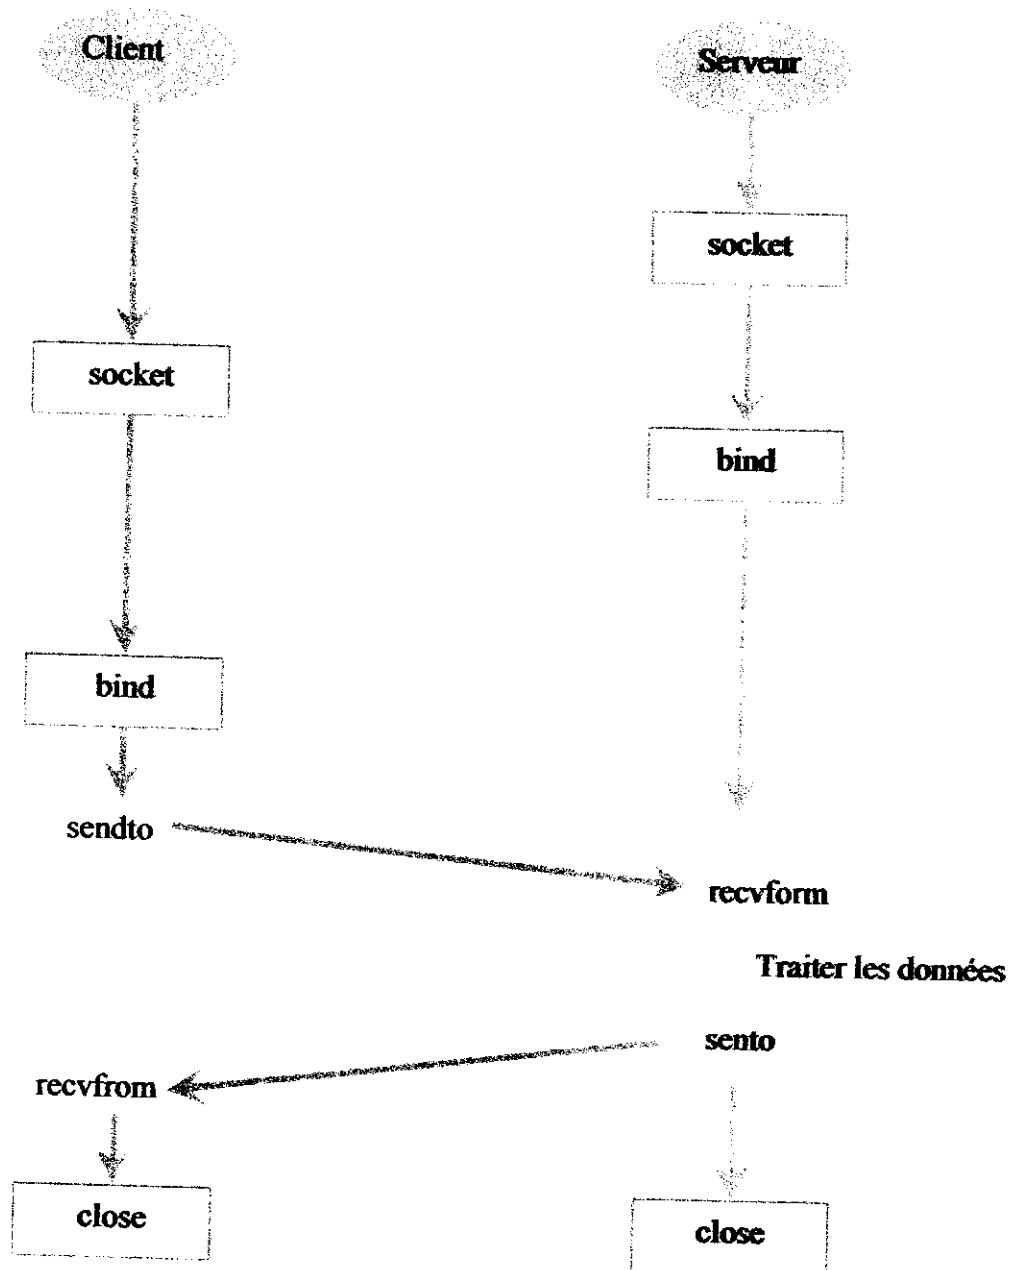 Client
Serveur
socket
socket
bind
bind
sendto
recvform
Traiter les données
sento
recvfrom
close
close